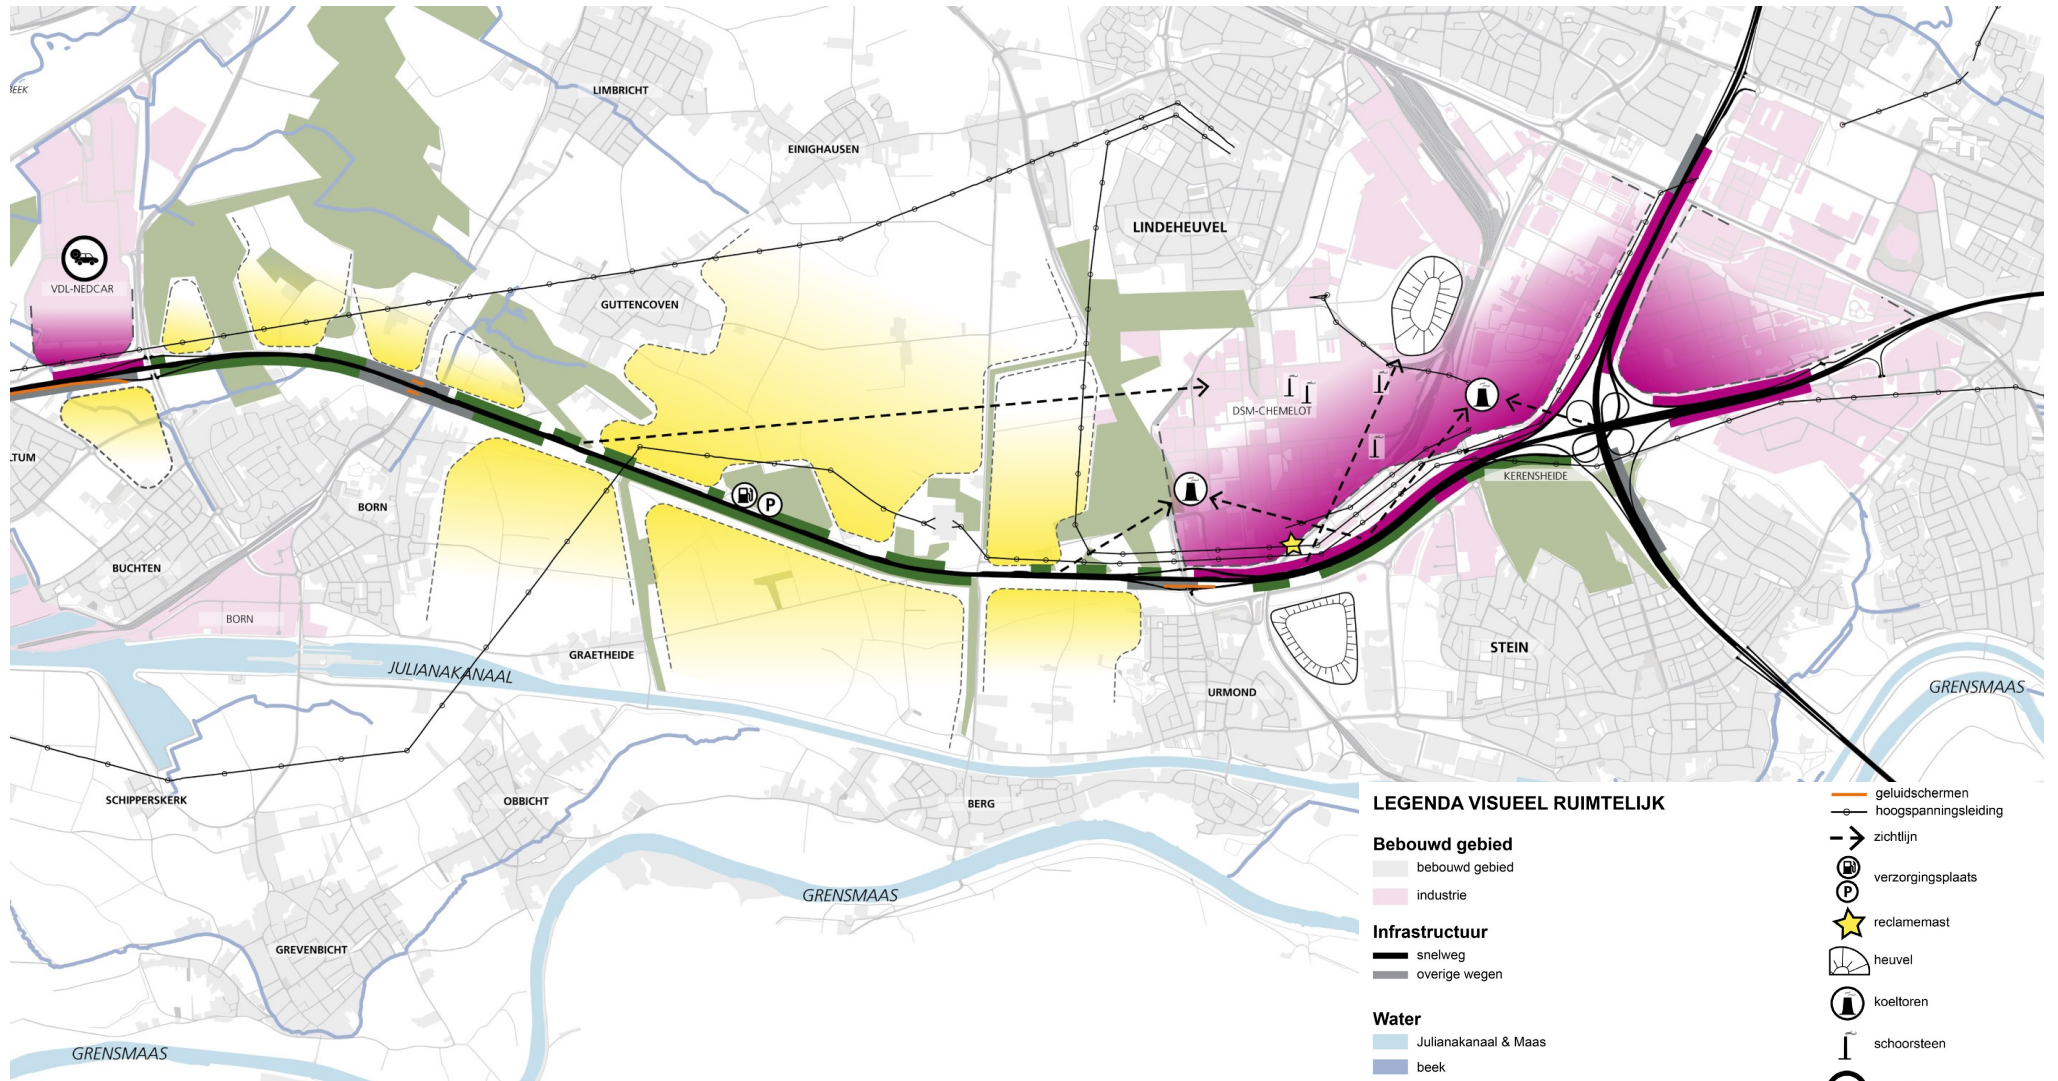 LIMBRICHT
EINIGHAUSEN
LINDEHEUVEL
VDL-NEDCAR
GUTTENCOVEN
DSM-CHEMELOT
KERENSHEIDE
BORN
P
BUCHTEN
BORN
GRAETHEIDE
JULIANAKANAAL
STEIN
URMOND
GRENSMAAS
SCHIPPERSKERK
OBBICHT
BERG
GRENSMAAS
GREVENBICHT
GRENSMAAS
LEGENDA VISUEEL RUIMTELIJK
Bebouwd gebied
bebouwd gebied
industrie
Infrastructuur
snelweg
overige wegen
Water
Julianakanaal & Maas
beek
geluidschermen
hoogspanningsleiding
zichtlijn
P
verzorgingsplaats
reclamemast
heuvel
koeltoren
schoorsteen